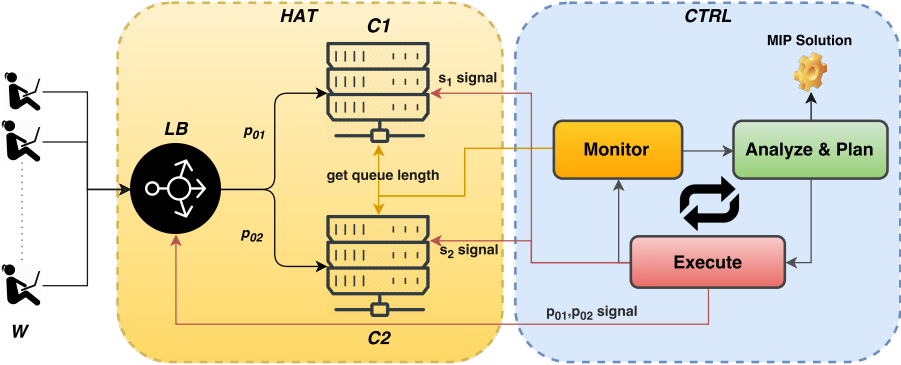 HAT
CTRL
C1
MIP Solution
s1 signal
LB
p01
Monitor
Analyze & Plan
get queue length
p02
s2 signal
Execute
p01,p02 signal
W
C2